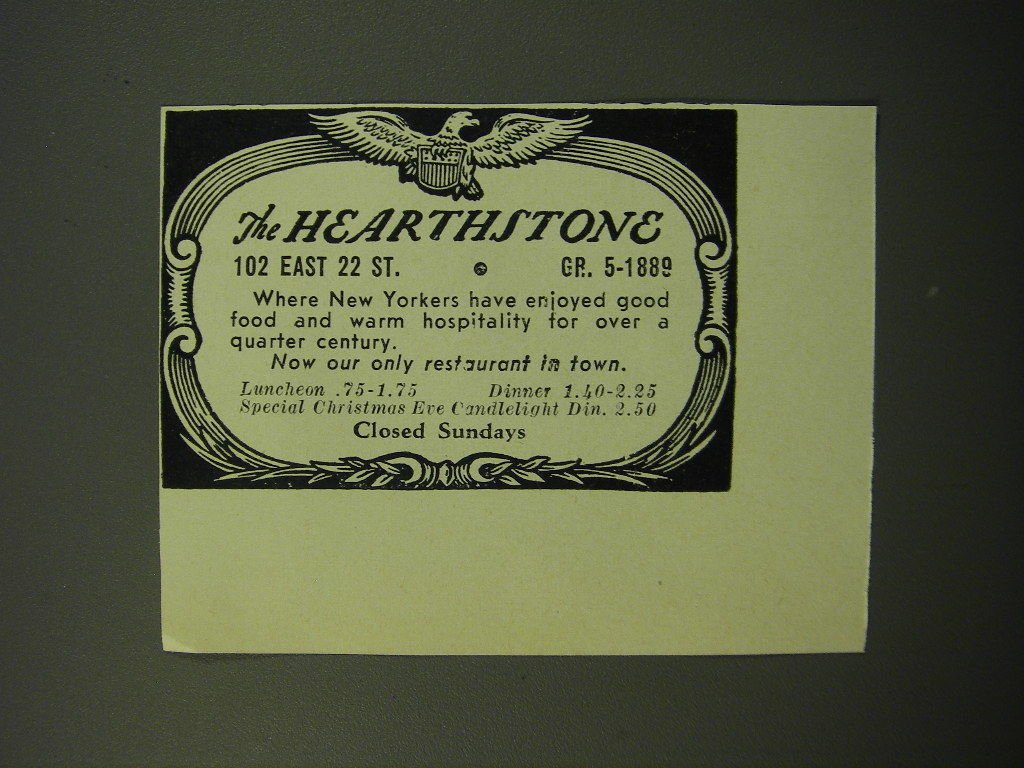 The HEARTHSTONE
102 EAST 22 ST. GR. 5-1889
Where New Yorkers have enjoyed good
food and warm hospitality for over a
quarter century.
Now our only restaurant in town.
Luncheon .75-1.75 Dinner 1.40-2.25
Special Christmas Eve Candlelight Din. 2.50
Closed Sundays